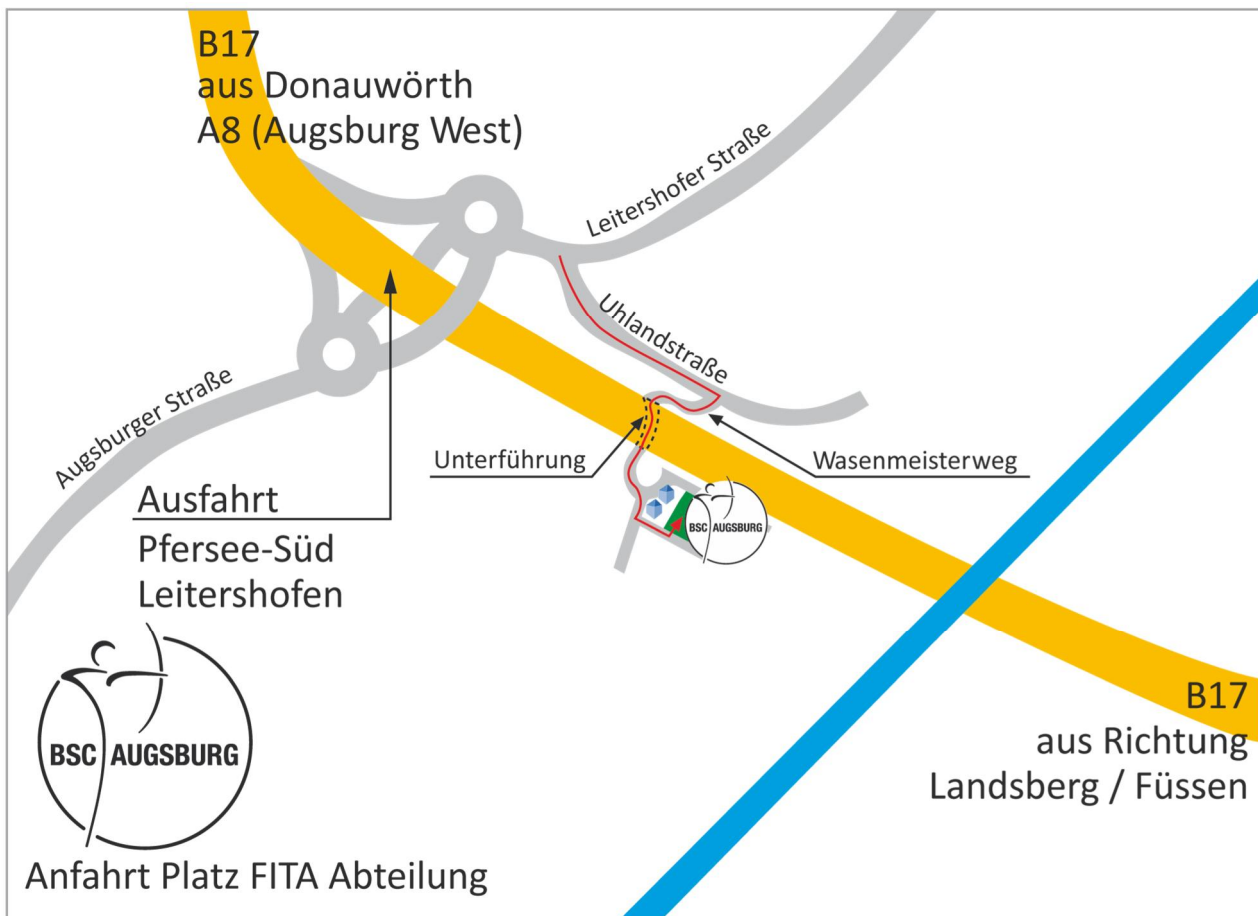 B17
aus Donauwörth
A8 (Augsburg West)
Leitershofer Straße
Uhlandstraße
Augsburger Straße
Unterführung
Wasenmeisterweg
Ausfahrt
Pfersee-Süd
Leitershofen
BSC AUGSBURG
B17
aus Richtung
Landsberg / Füssen
BSC AUGSBURG
Anfahrt Platz FITA Abteilung